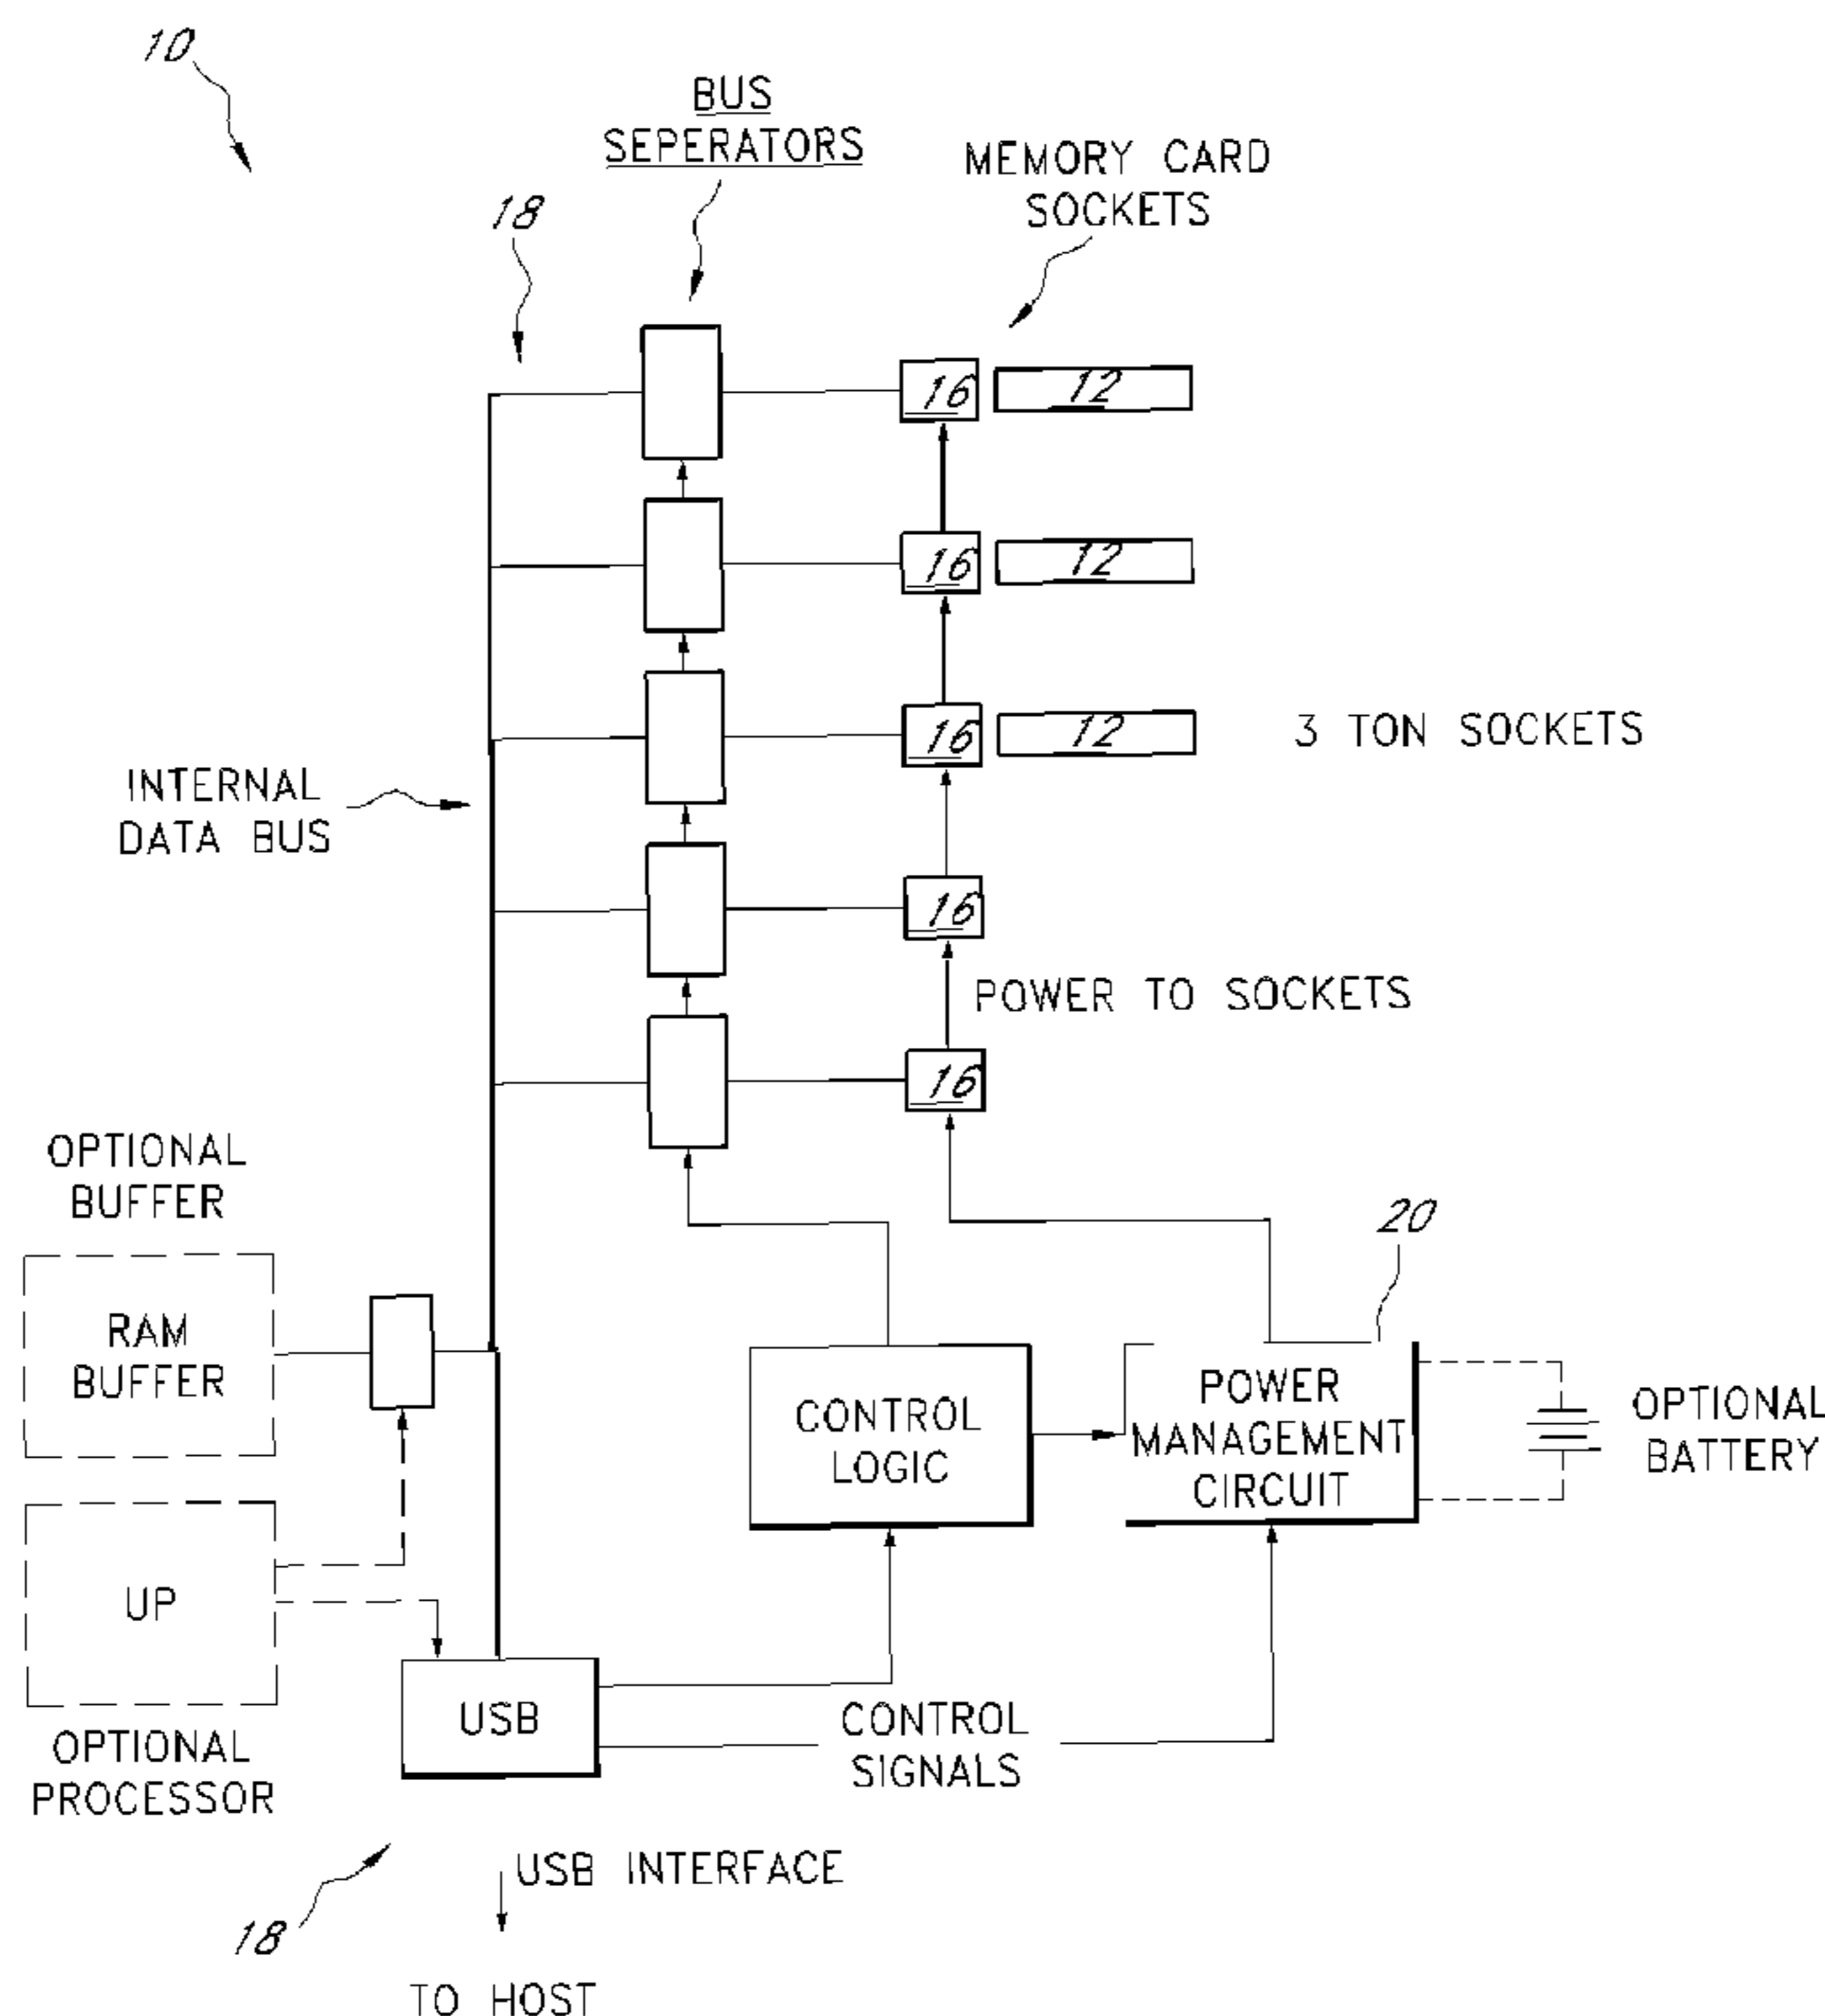 10
BUS
SEPERATORS
MEMORY CARD
SOCKETS
18
16
12
16
12
16
12
3 TON SOCKETS
INTERNAL
DATA BUS
16
POWER TO SOCKETS
16
OPTIONAL
BUFFER
20
RAM
BUFFER
CONTROL
LOGIC
POWER
MANAGEMENT
CIRCUIT
OPTIONAL
BATTERY
UP
USB
CONTROL
SIGNALS
OPTIONAL
PROCESSOR
USB INTERFACE
18
TO HOST